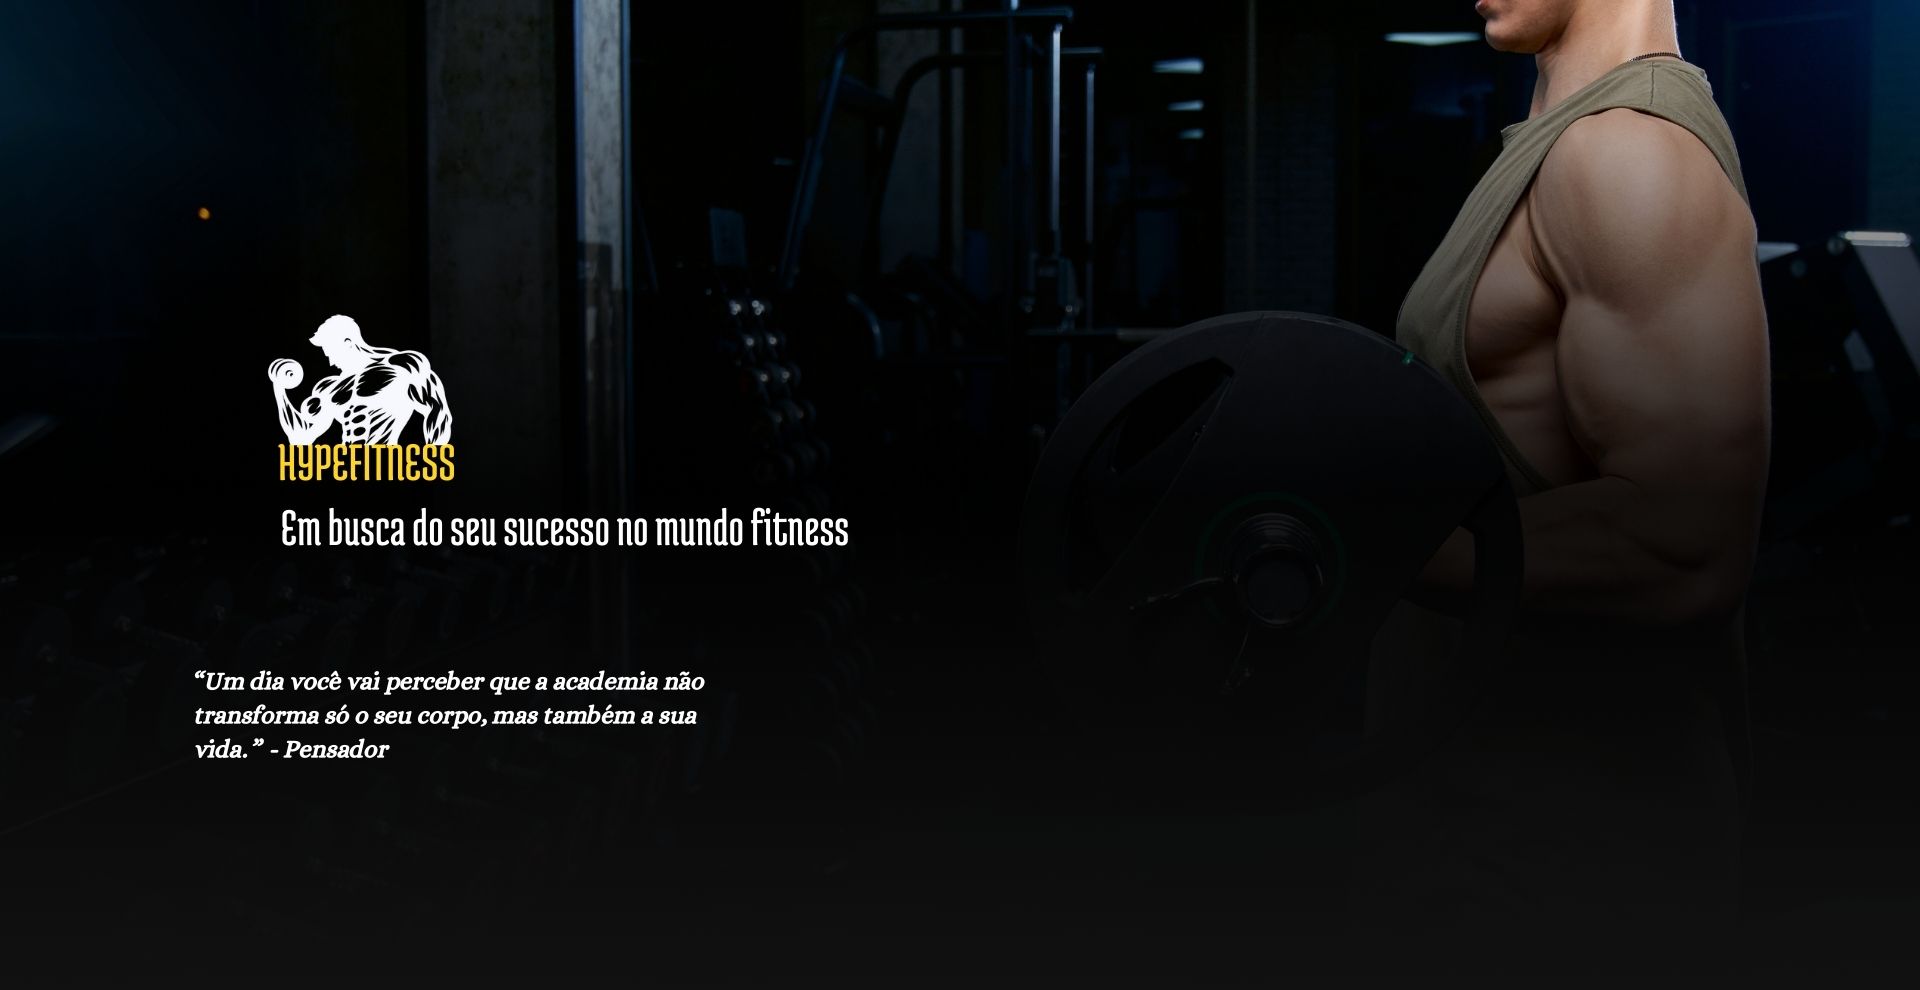 HYPEFITNESS
Em busca do seu sucesso no mundo fitness
“Um dia você vai perceber que a academia não
transforma só o seu corpo, mas também a sua
vida.” - Pensador